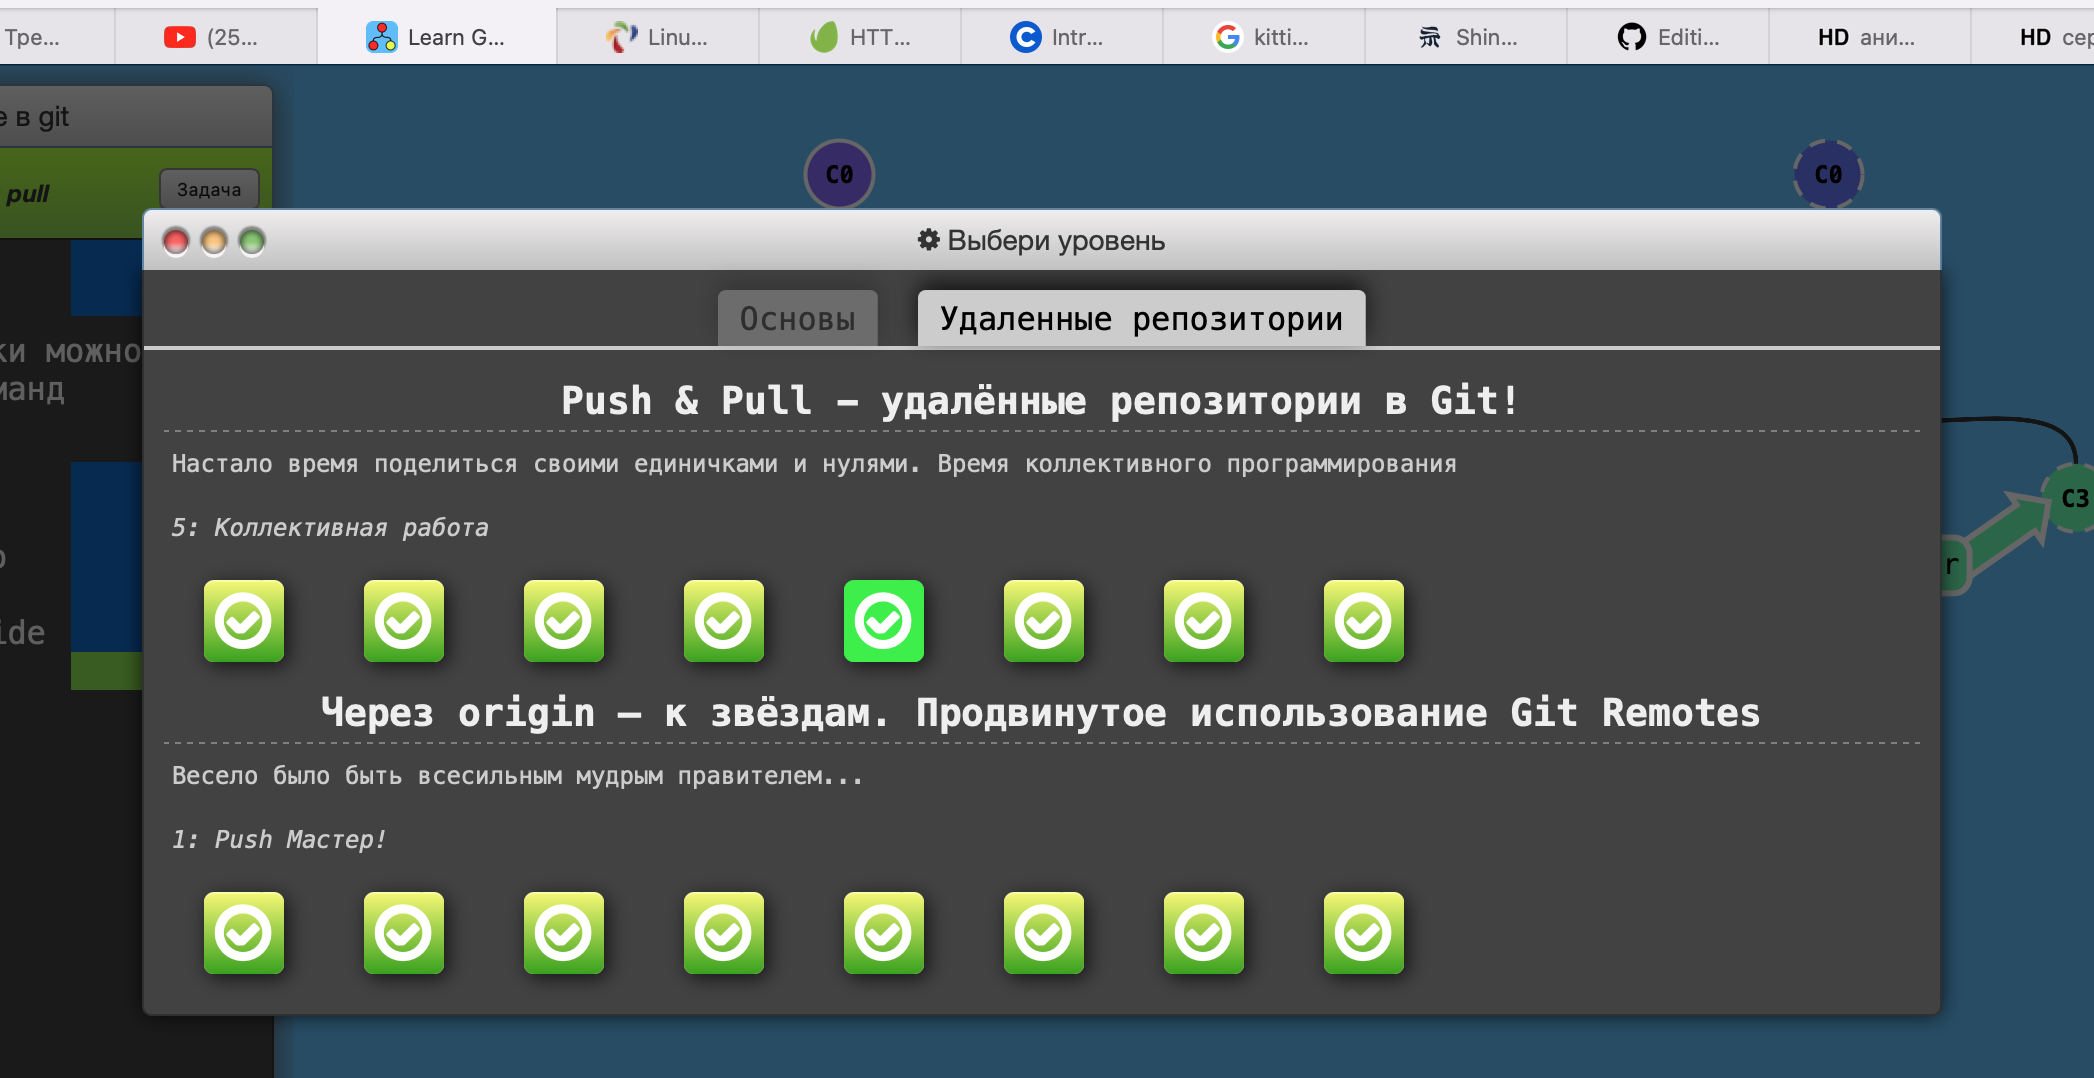 Тре...
(25...
Learn G...
Linu...
HTT...
Intr...
kitti...
Shin...
Editi...
HD ани...
HD сер
е в git
pull
Задача
C0
C0
Выбери уровень
Основы
Удаленные репозитории
ки можно
манд
Push & Pull – удалённые репозитории в Git!
Настало время поделиться своими единичками и нулями. Время коллективного программирования
C3
5: Коллективная работа
r
ide
Через origin – к звёздам. Продвинутое использование Git Remotes
Весело было быть всесильным мудрым правителем...
1: Push Мастер!